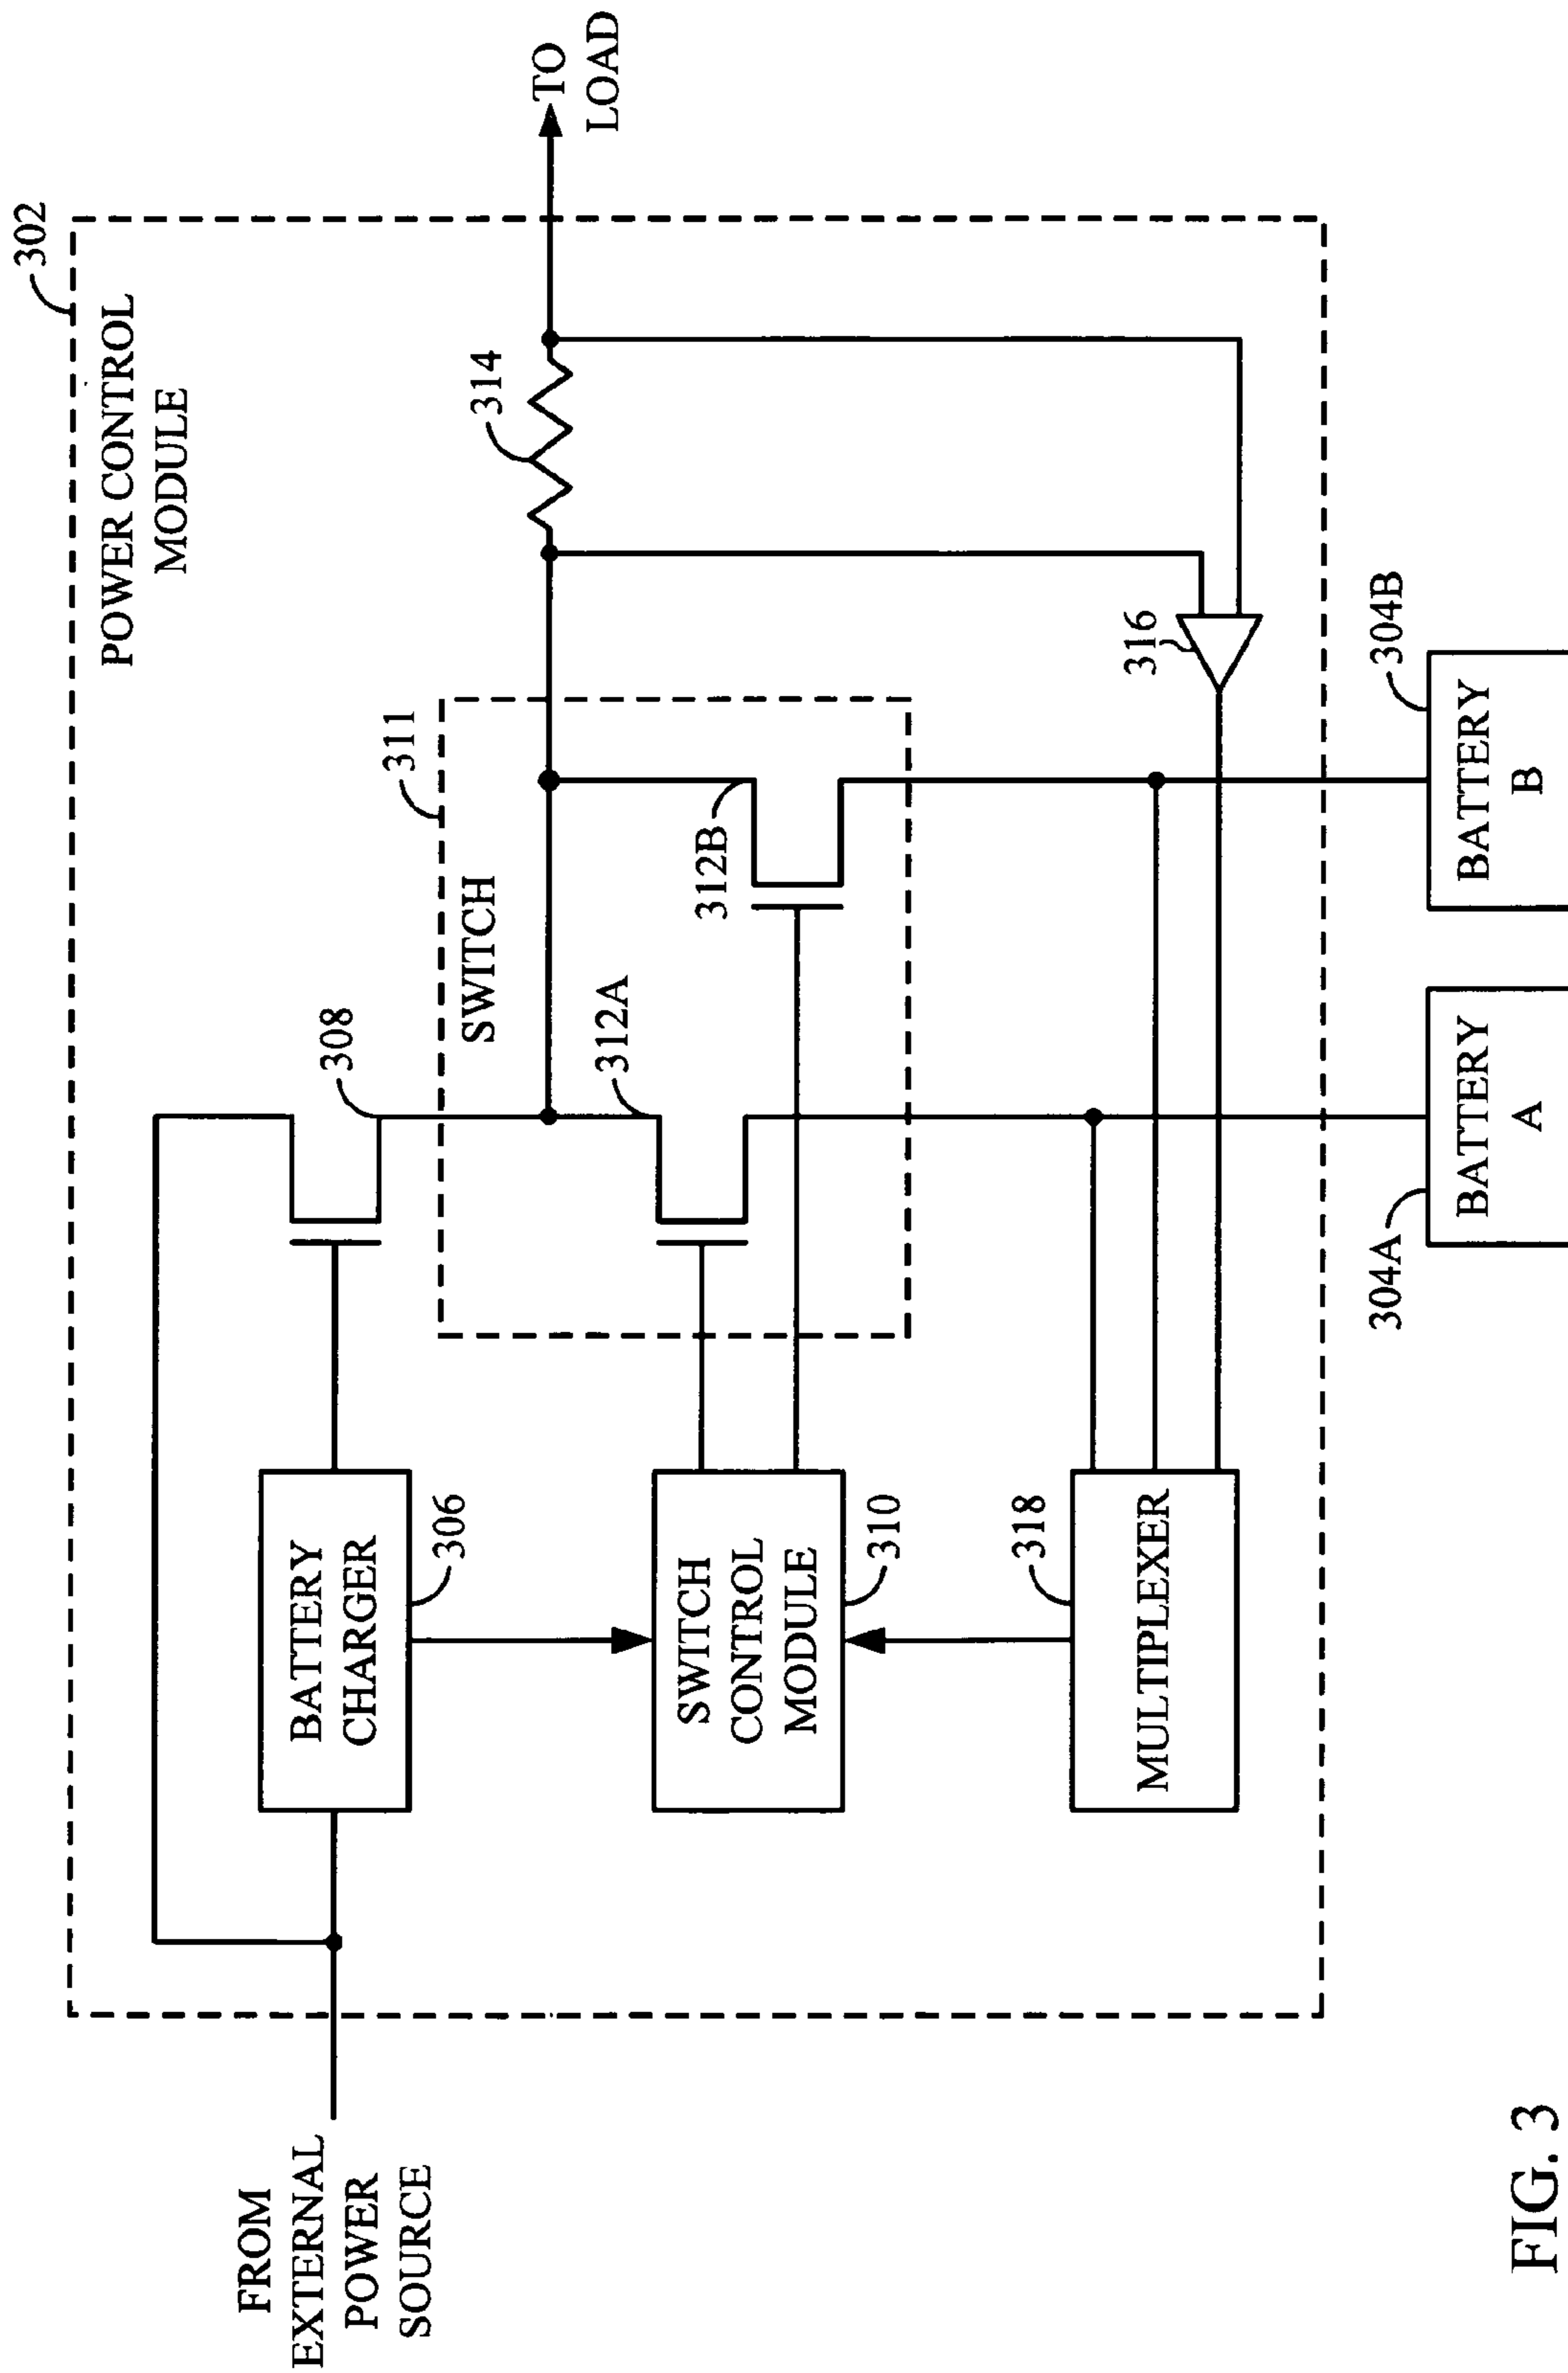 302
POWER CONTROL
MODULE
FROM
EXTERNAL
POWER
SOURCE
BATTERY
CHARGER
306
308
311
SWITCH
314
TO
LOAD
312A
312B
SWITCH
CONTROL
MODULE
310
316
318
MULTIPLEXER
304A
BATTERY
A
304B
BATTERY
B
FIG. 3